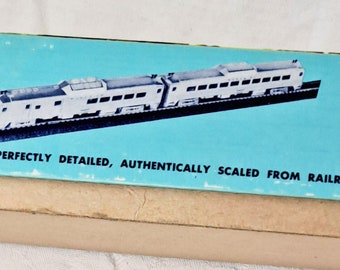 PERFECTLY DETAILED, AUTHENTICALLY SCALED FROM RAILR